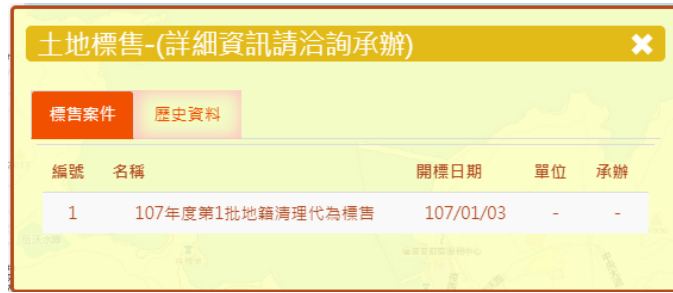 土地標售-(詳細資訊請洽詢承辦) ✖
標售案件 歷史資料
編號 名稱 開標日期 單位 承辦
1 107年度第1批地籍清理代為標售 107/01/03 - -